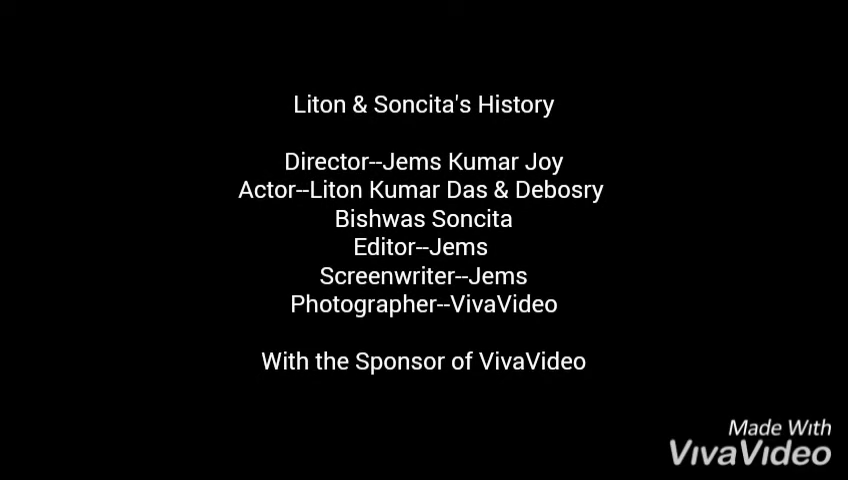 Liton & Soncita's History
Director--Jems Kumar Joy
Actor--Liton Kumar Das & Debosry
Bishwas Soncita
Editor--Jems
Screenwriter--Jems
Photographer--VivaVideo
With the Sponsor of VivaVideo
Made With
VivaVideo